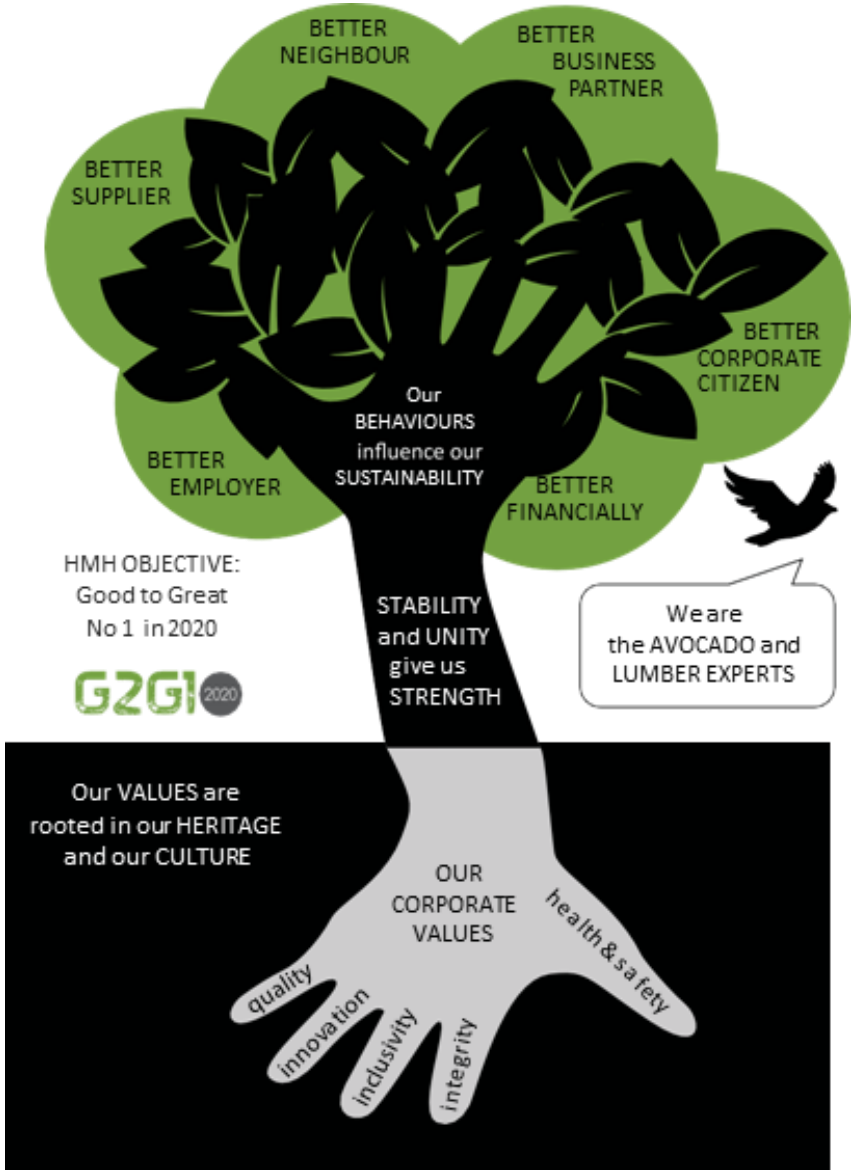 BETTER
NEIGHBOUR
BETTER
BUSINESS
PARTNER
BETTER
SUPPLIER
BETTER
CORPORATE
CITIZEN
Our
BEHAVIOURS
influence our
SUSTAINABILITY
BETTER
EMPLOYER
BETTER
FINANCIALLY
HMH OBJECTIVE:
Good to Great
No 1 in 2020
G2G1 2020
STABILITY
and UNITY
give us
STRENGTH
We are
the AVOCADO and
LUMBER EXPERTS
Our VALUES are
rooted in our HERITAGE
and our CULTURE
OUR
CORPORATE
VALUES
quality
innovation
inclusivity
integrity
health & safety